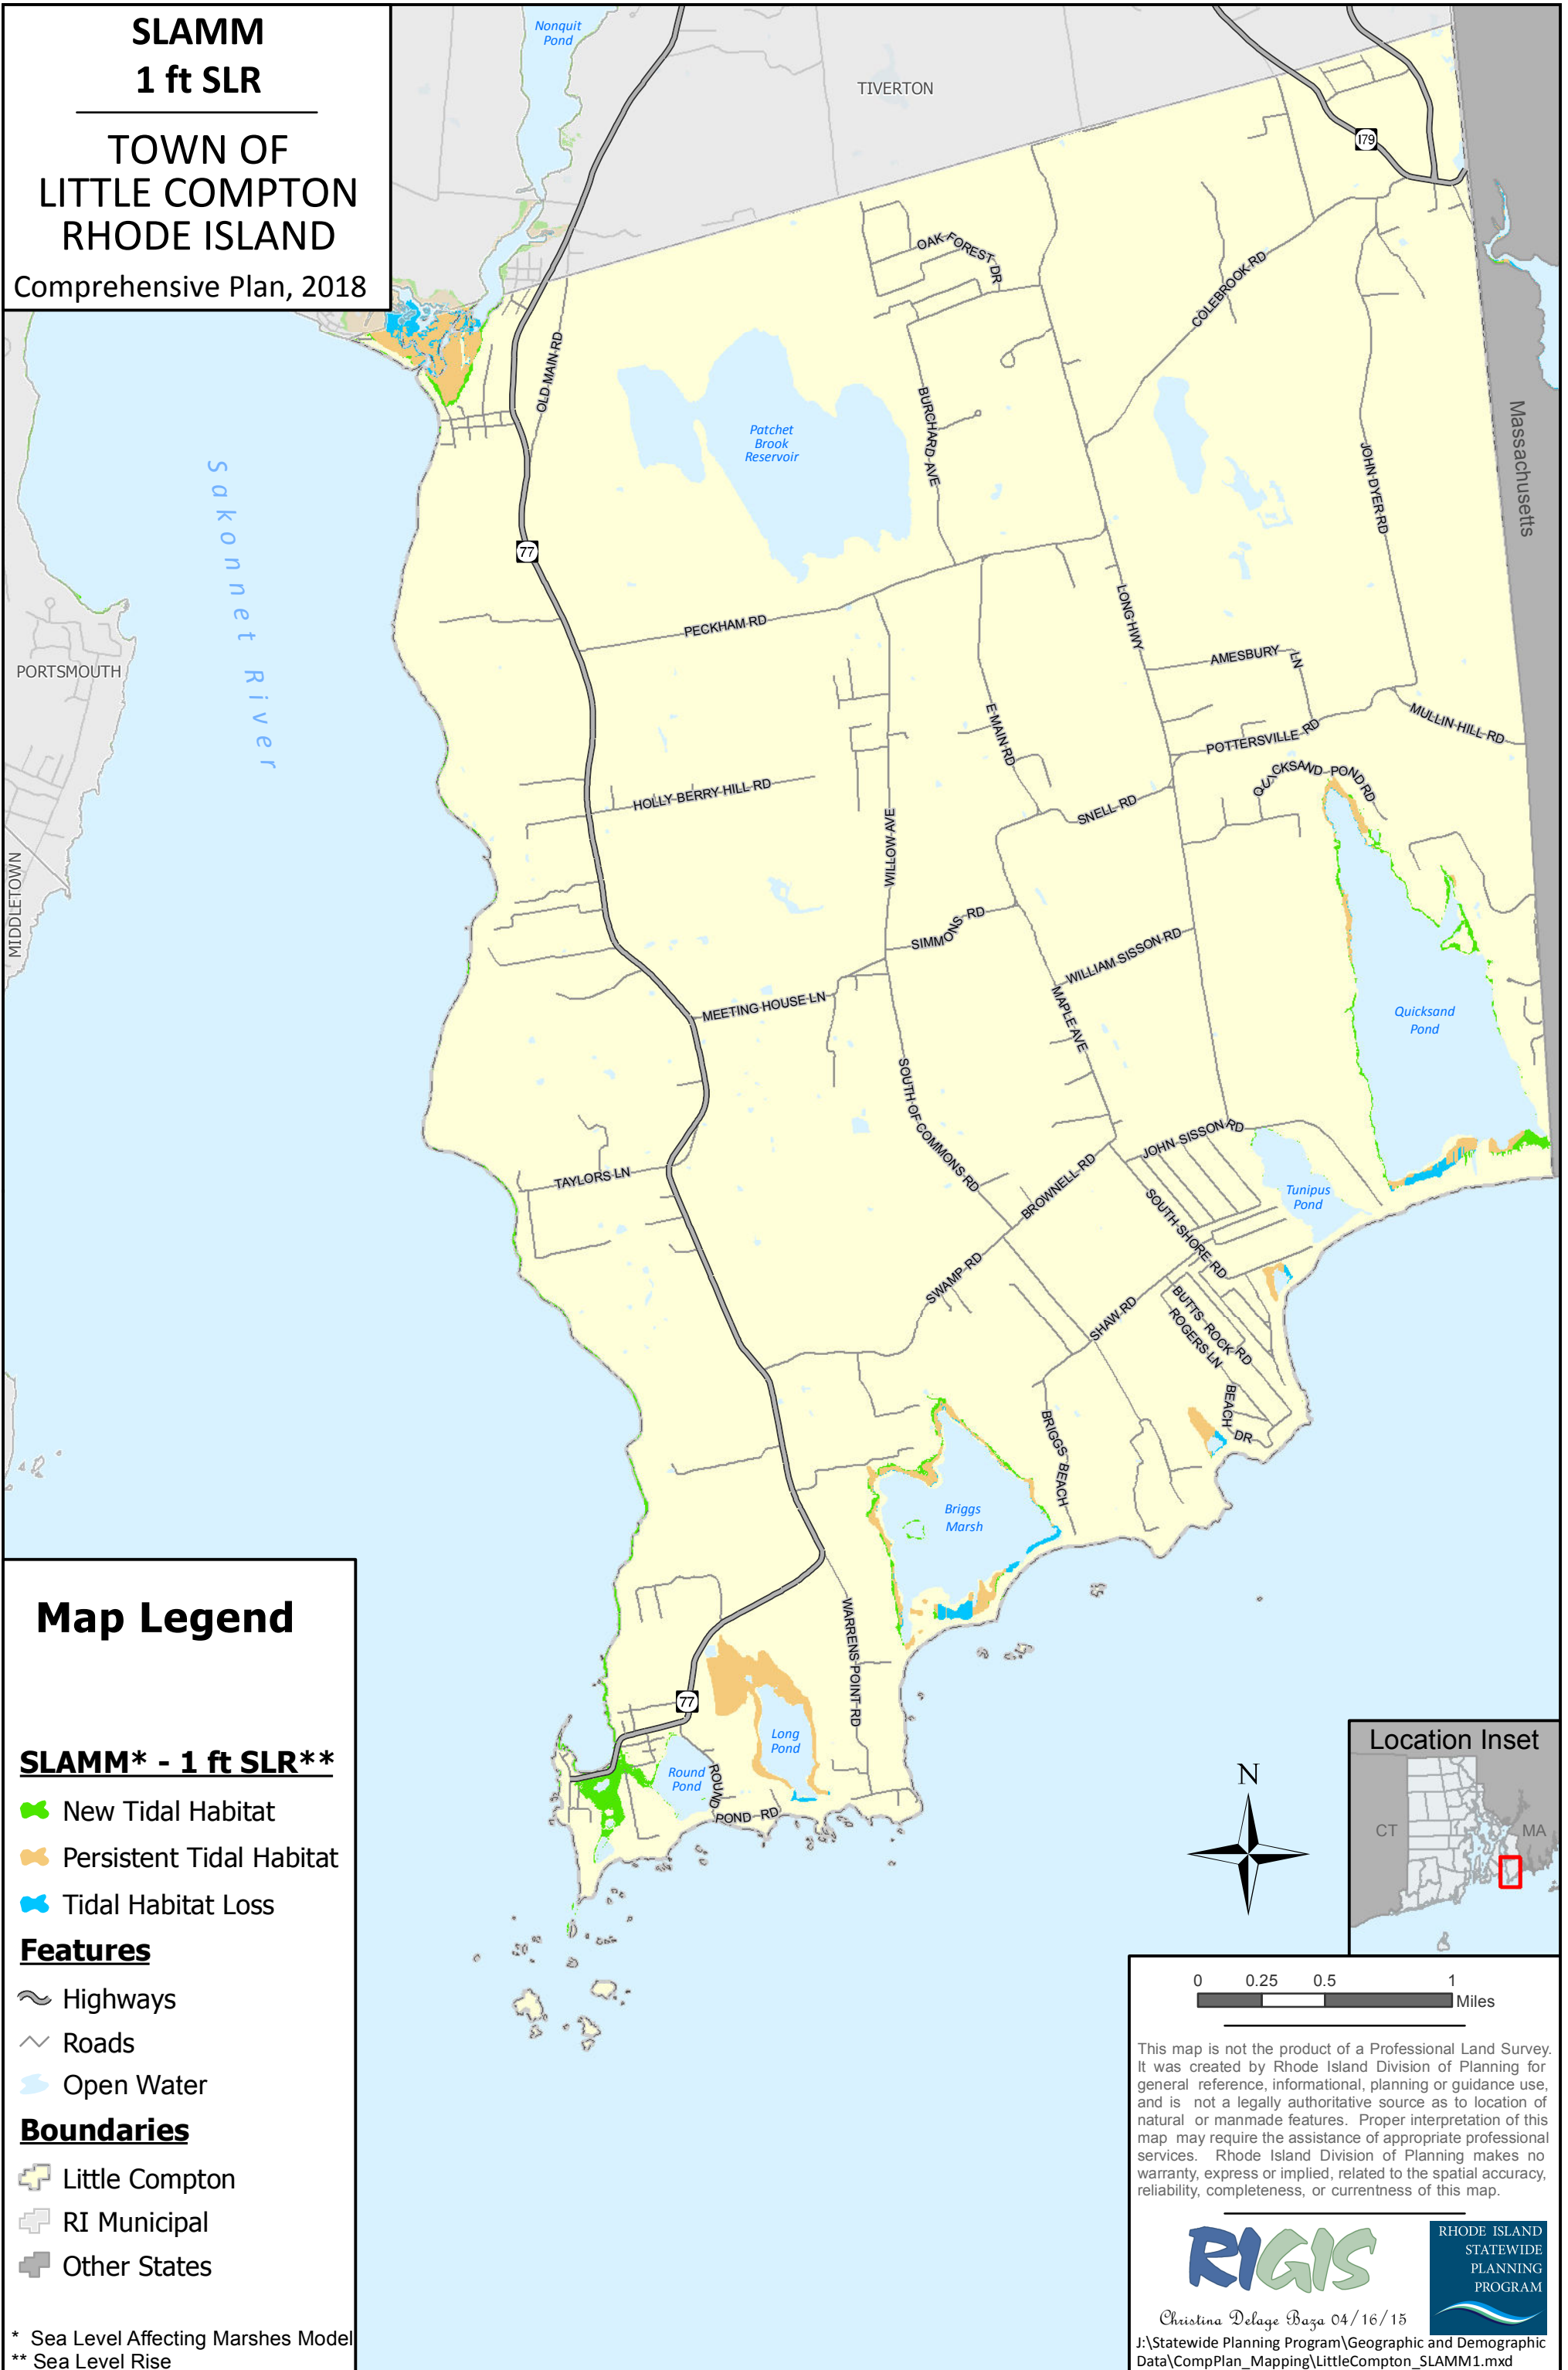 SLAMM
1 ft SLR
TOWN OF
LITTLE COMPTON
RHODE ISLAND
Comprehensive Plan, 2018
Nonquit
Pond
TIVERTON
179
OAK FOREST DR
COLEBROOK RD
OLD MAIN RD
Patchet
Brook
Reservoir
BURCHARD AVE
JOHN DYER RD
Massachusetts
Sakonnet River
77
LONG HWY
PECKHAM RD
PORTSMOUTH
AMESBURY LN
E MAIN RD
MULLIN HILL RD
POTTERSVILLE RD
QUICKSAND POND RD
HOLLY BERRY HILL RD
SNELL RD
WILLOW AVE
MIDDLETOWN
SIMMONS RD
WILLIAM SISSON RD
MEETING HOUSE LN
MAPLE AVE
Quicksand
Pond
SOUTH OF COMMONS RD
JOHN SISSON RD
TAYLORS LN
BROWNELL RD
Tunipus
Pond
SOUTH SHORE RD
SWAMP RD
SHAW RD
BUTTS ROCK RD
ROGERS LN
BEACH DR
BRIGGS BEACH
Briggs
Marsh
WARRENS POINT RD
77
Long
Pond
Round
Pond
ROUND POND RD
Map Legend
SLAMM* - 1 ft SLR**
New Tidal Habitat
Persistent Tidal Habitat
Tidal Habitat Loss
Features
Highways
Roads
Open Water
Boundaries
Little Compton
RI Municipal
Other States
* Sea Level Affecting Marshes Model
** Sea Level Rise
N
Location Inset
CT
MA
0 0.25 0.5 1
Miles
This map is not the product of a Professional Land Survey.
It was created by Rhode Island Division of Planning for
general reference, informational, planning or guidance use,
and is not a legally authoritative source as to location of
natural or manmade features. Proper interpretation of this
map may require the assistance of appropriate professional
services. Rhode Island Division of Planning makes no
warranty, express or implied, related to the spatial accuracy,
reliability, completeness, or currentness of this map.
RIGIS
RHODE ISLAND
STATEWIDE
PLANNING
PROGRAM
Christina Delage Baza 04/16/15
J:\Statewide Planning Program\Geographic and Demographic
Data\CompPlan_Mapping\LittleCompton_SLAMM1.mxd